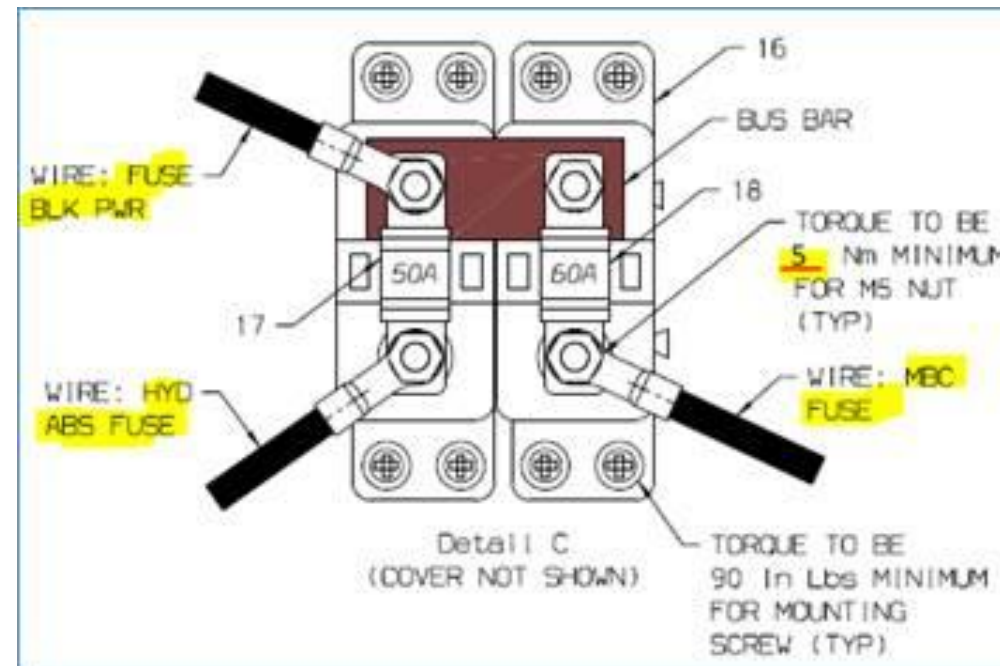 16
BUS BAR
WIRE: FUSE
BLK PWR
18
TORQUE TO BE
5 Nm MINIMUM
FOR M5 NUT
(TYP)
50A
60A
17
WIRE: HYD
ABS FUSE
WIRE: MBC
FUSE
Detail C
(COVER NOT SHOWN)
TORQUE TO BE
90 In Lbs MINIMUM
FOR MOUNTING
SCREW (TYP)